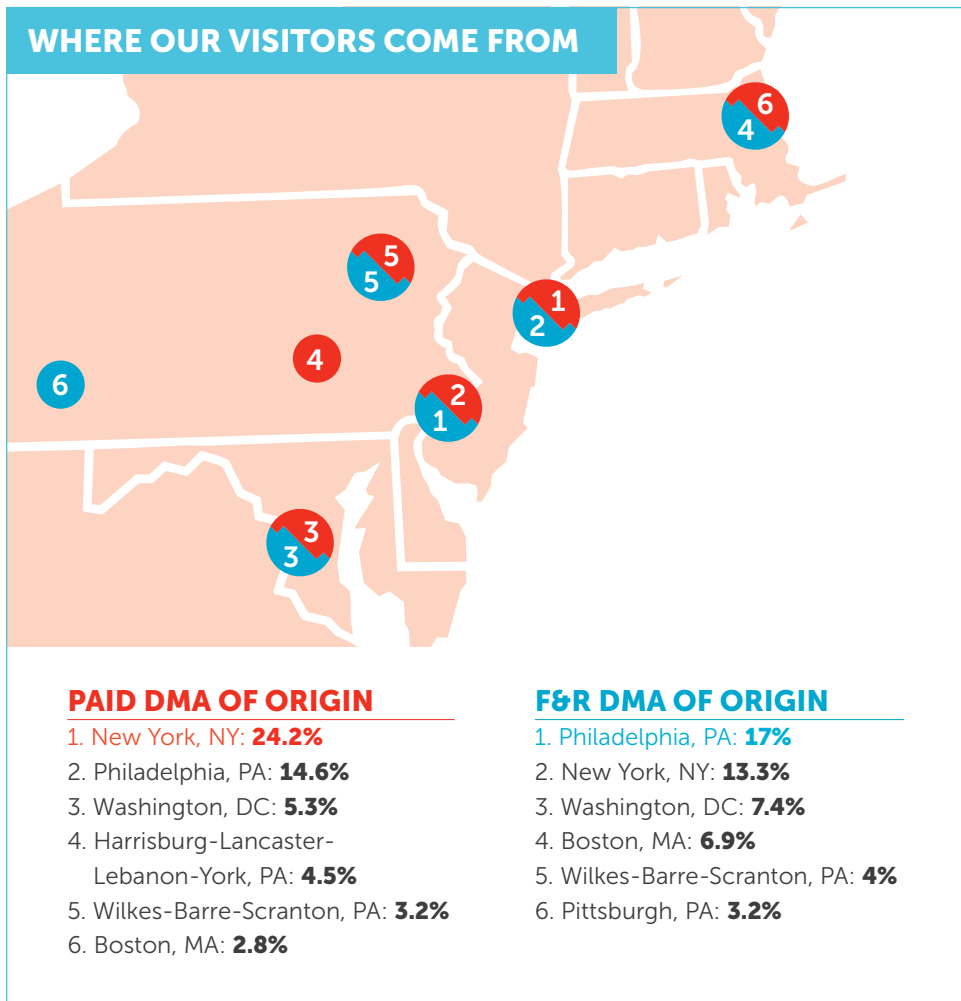 WHERE OUR VISITORS COME FROM
6
4
5
5
1
2
4
6
2
1
3
3
PAID DMA OF ORIGIN
1. New York, NY: 24.2%
2. Philadelphia, PA: 14.6%
3. Washington, DC: 5.3%
4. Harrisburg-Lancaster-
Lebanon-York, PA: 4.5%
5. Wilkes-Barre-Scranton, PA: 3.2%
6. Boston, MA: 2.8%
F&R DMA OF ORIGIN
1. Philadelphia, PA: 17%
2. New York, NY: 13.3%
3. Washington, DC: 7.4%
4. Boston, MA: 6.9%
5. Wilkes-Barre-Scranton, PA: 4%
6. Pittsburgh, PA: 3.2%